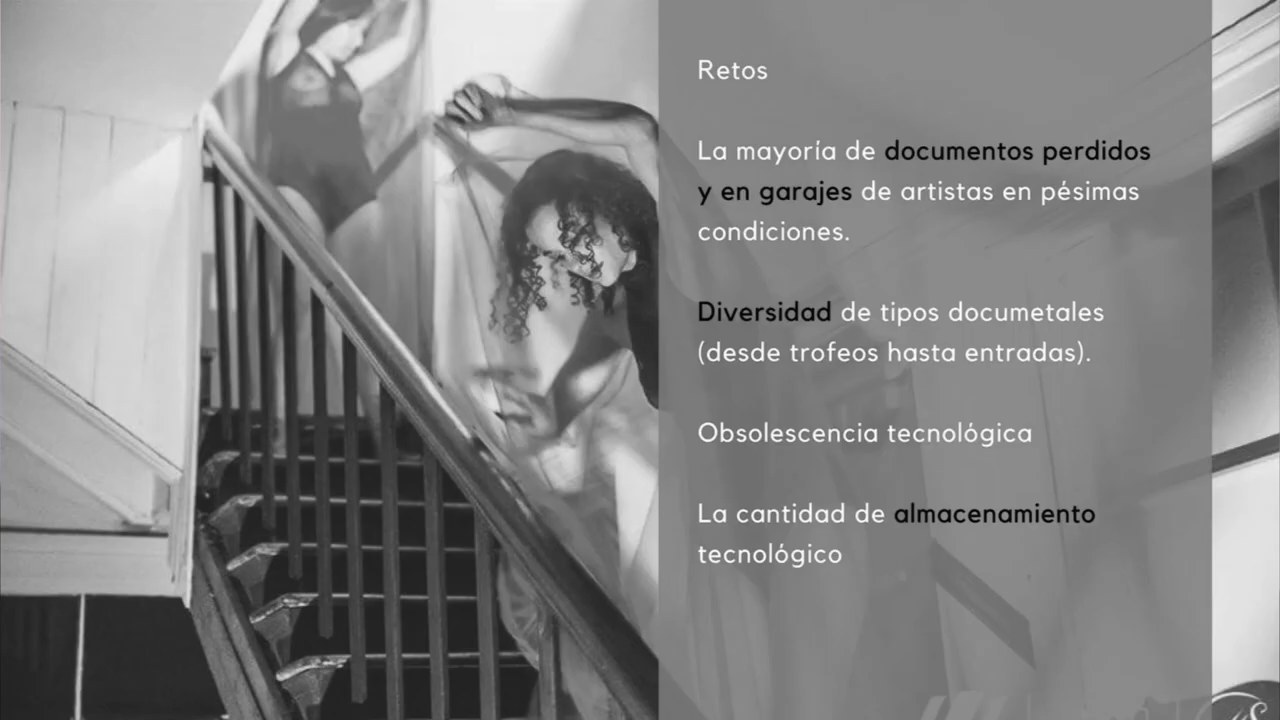 Retos
La mayoría de documentos perdidos
y en garajes de artistas en pésimas
condiciones.
Diversidad de tipos documetales
(desde trofeos hasta entradas).
Obsolescencia tecnológica
La cantidad de almacenamiento
tecnológico